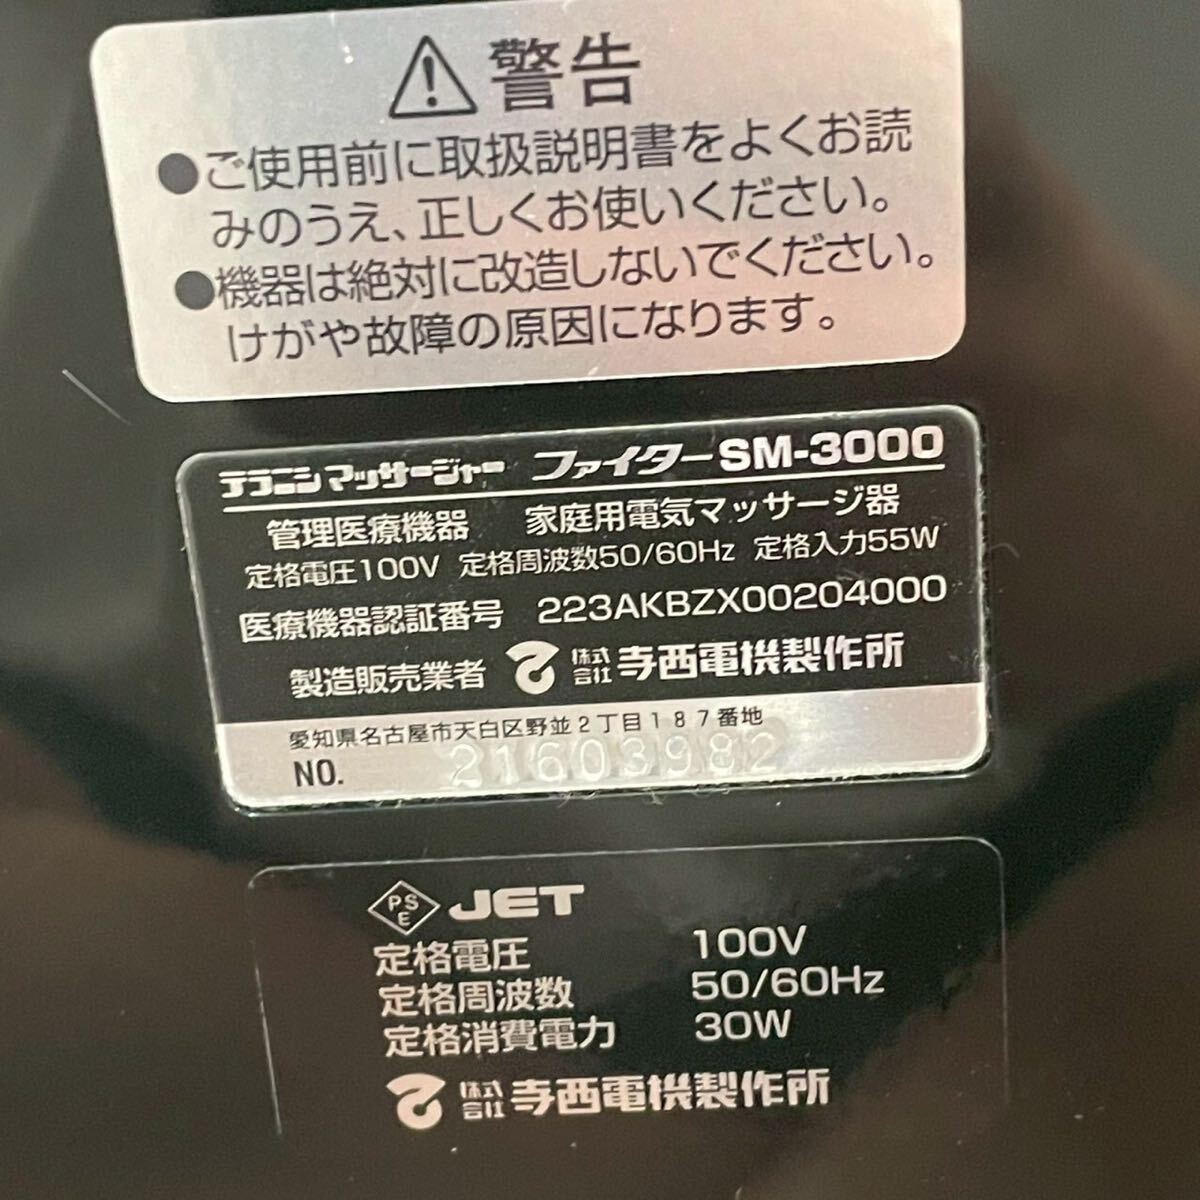 警告
●ご使用前に取扱説明書をよくお読
みのうえ、正しくお使いください。
●機器は絶対に改造しないでください。
けがや故障の原因になります。
テラニシマッサージャー ファイターSM-3000
管理医療機器 家庭用電気マッサージ器
定格電圧100V 定格周波数50/60Hz 定格入力55W
医療機器認証番号 223AKBZX00204000
製造販売業者 株式会社 寺西電機製作所
愛知県名古屋市天白区野並2丁目187番地
NO. 21603982
PSE JET
定格電圧 100V
定格周波数 50/60Hz
定格消費電力 30W
株式会社 寺西電機製作所